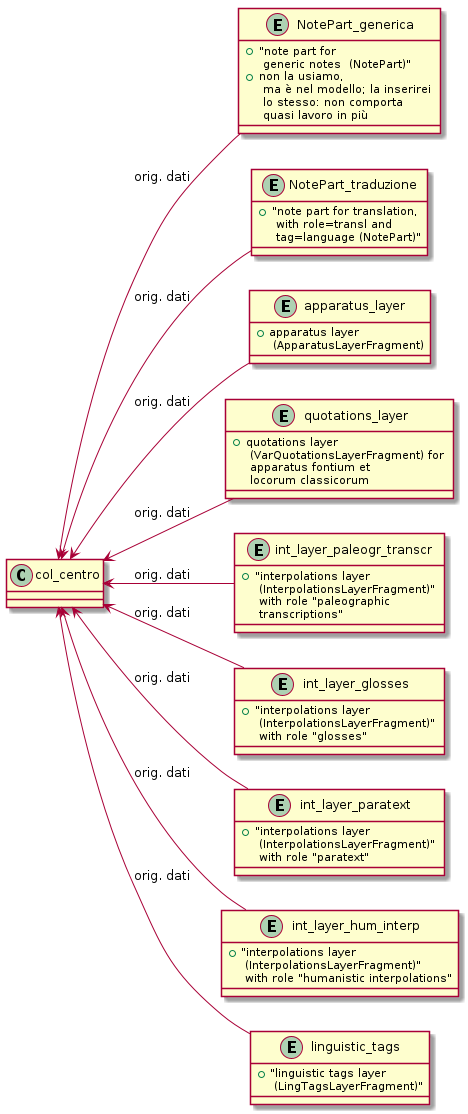 E NotePart_generica
"note part for
generic notes (NotePart)"
non la usiamo,
ma è nel modello; la inserirei
lo stesso: non comporta
quasi lavoro in più
orig. dati
E NotePart_traduzione
"note part for translation,
with role=transl and
tag=language (NotePart)"
orig. dati
E apparatus_layer
apparatus layer
(ApparatusLayerFragment)
orig. dati
E quotations_layer
quotations layer
(VarQuotationsLayerFragment) for
apparatus fontium et
locorum classicorum
orig. dati
C col_centro
E int_layer_paleogr_transcr
"interpolations layer
(InterpolationsLayerFragment)"
with role "paleographic
transcriptions"
orig. dati
E int_layer_glosses
"interpolations layer
(InterpolationsLayerFragment)"
with role "glosses"
orig. dati
E int_layer_paratext
"interpolations layer
(InterpolationsLayerFragment)"
with role "paratext"
orig. dati
E int_layer_hum_interp
"interpolations layer
(InterpolationsLayerFragment)"
with role "humanistic interpolations"
orig. dati
E linguistic_tags
"linguistic tags layer
(LingTagsLayerFragment)"
orig. dati